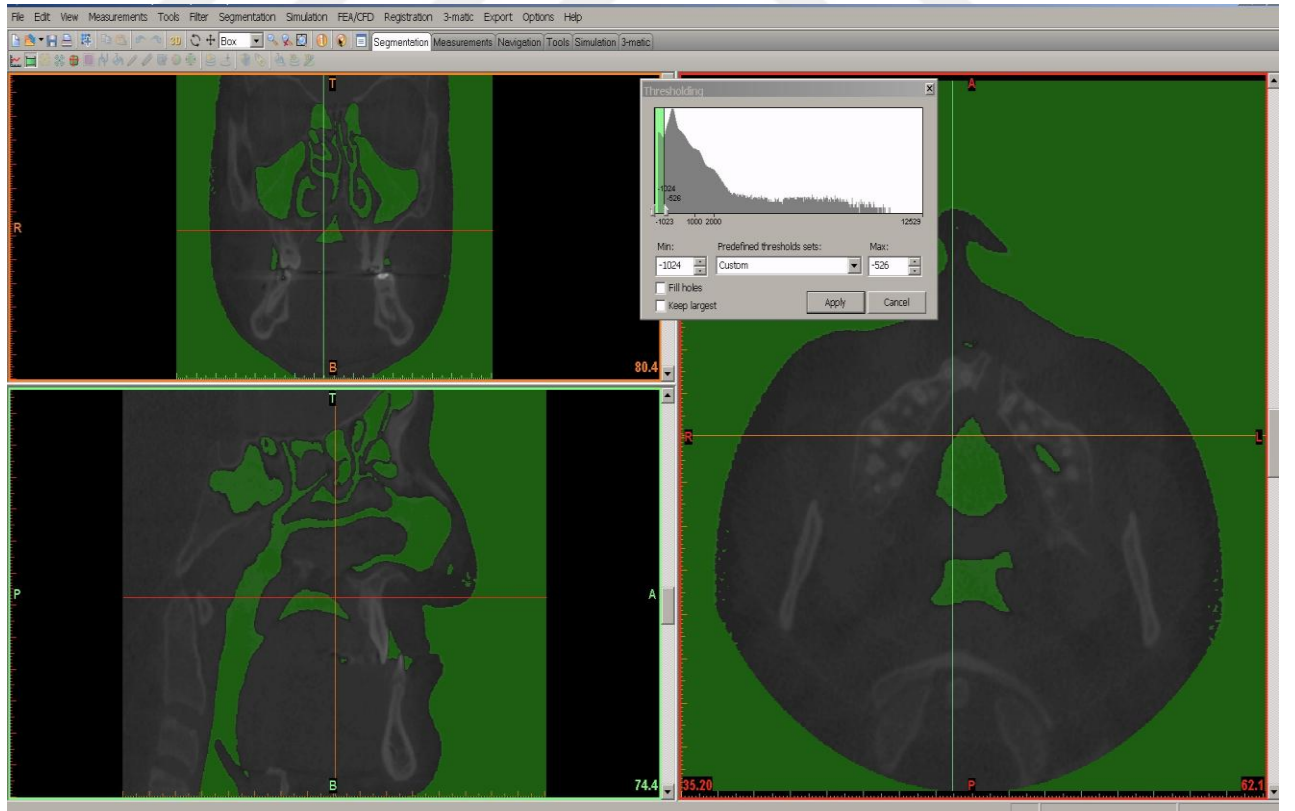 File Edit View Measurements Tools Filter Segmentation Simulation FEA/CFD Registration 3-matic Export Options Help
Box Segmentation Measurements Navigation Tools Simulation 3-matic
T
R
B
80.4
T
P
A
B
74.4
Thresholding
-1024
-526
-1023 1000 2000 12529
Min: Predefined thresholds sets: Max:
-1024 Custom -526
Fill holes
Keep largest
Apply Cancel
A
R
L
35.20
P
62.1